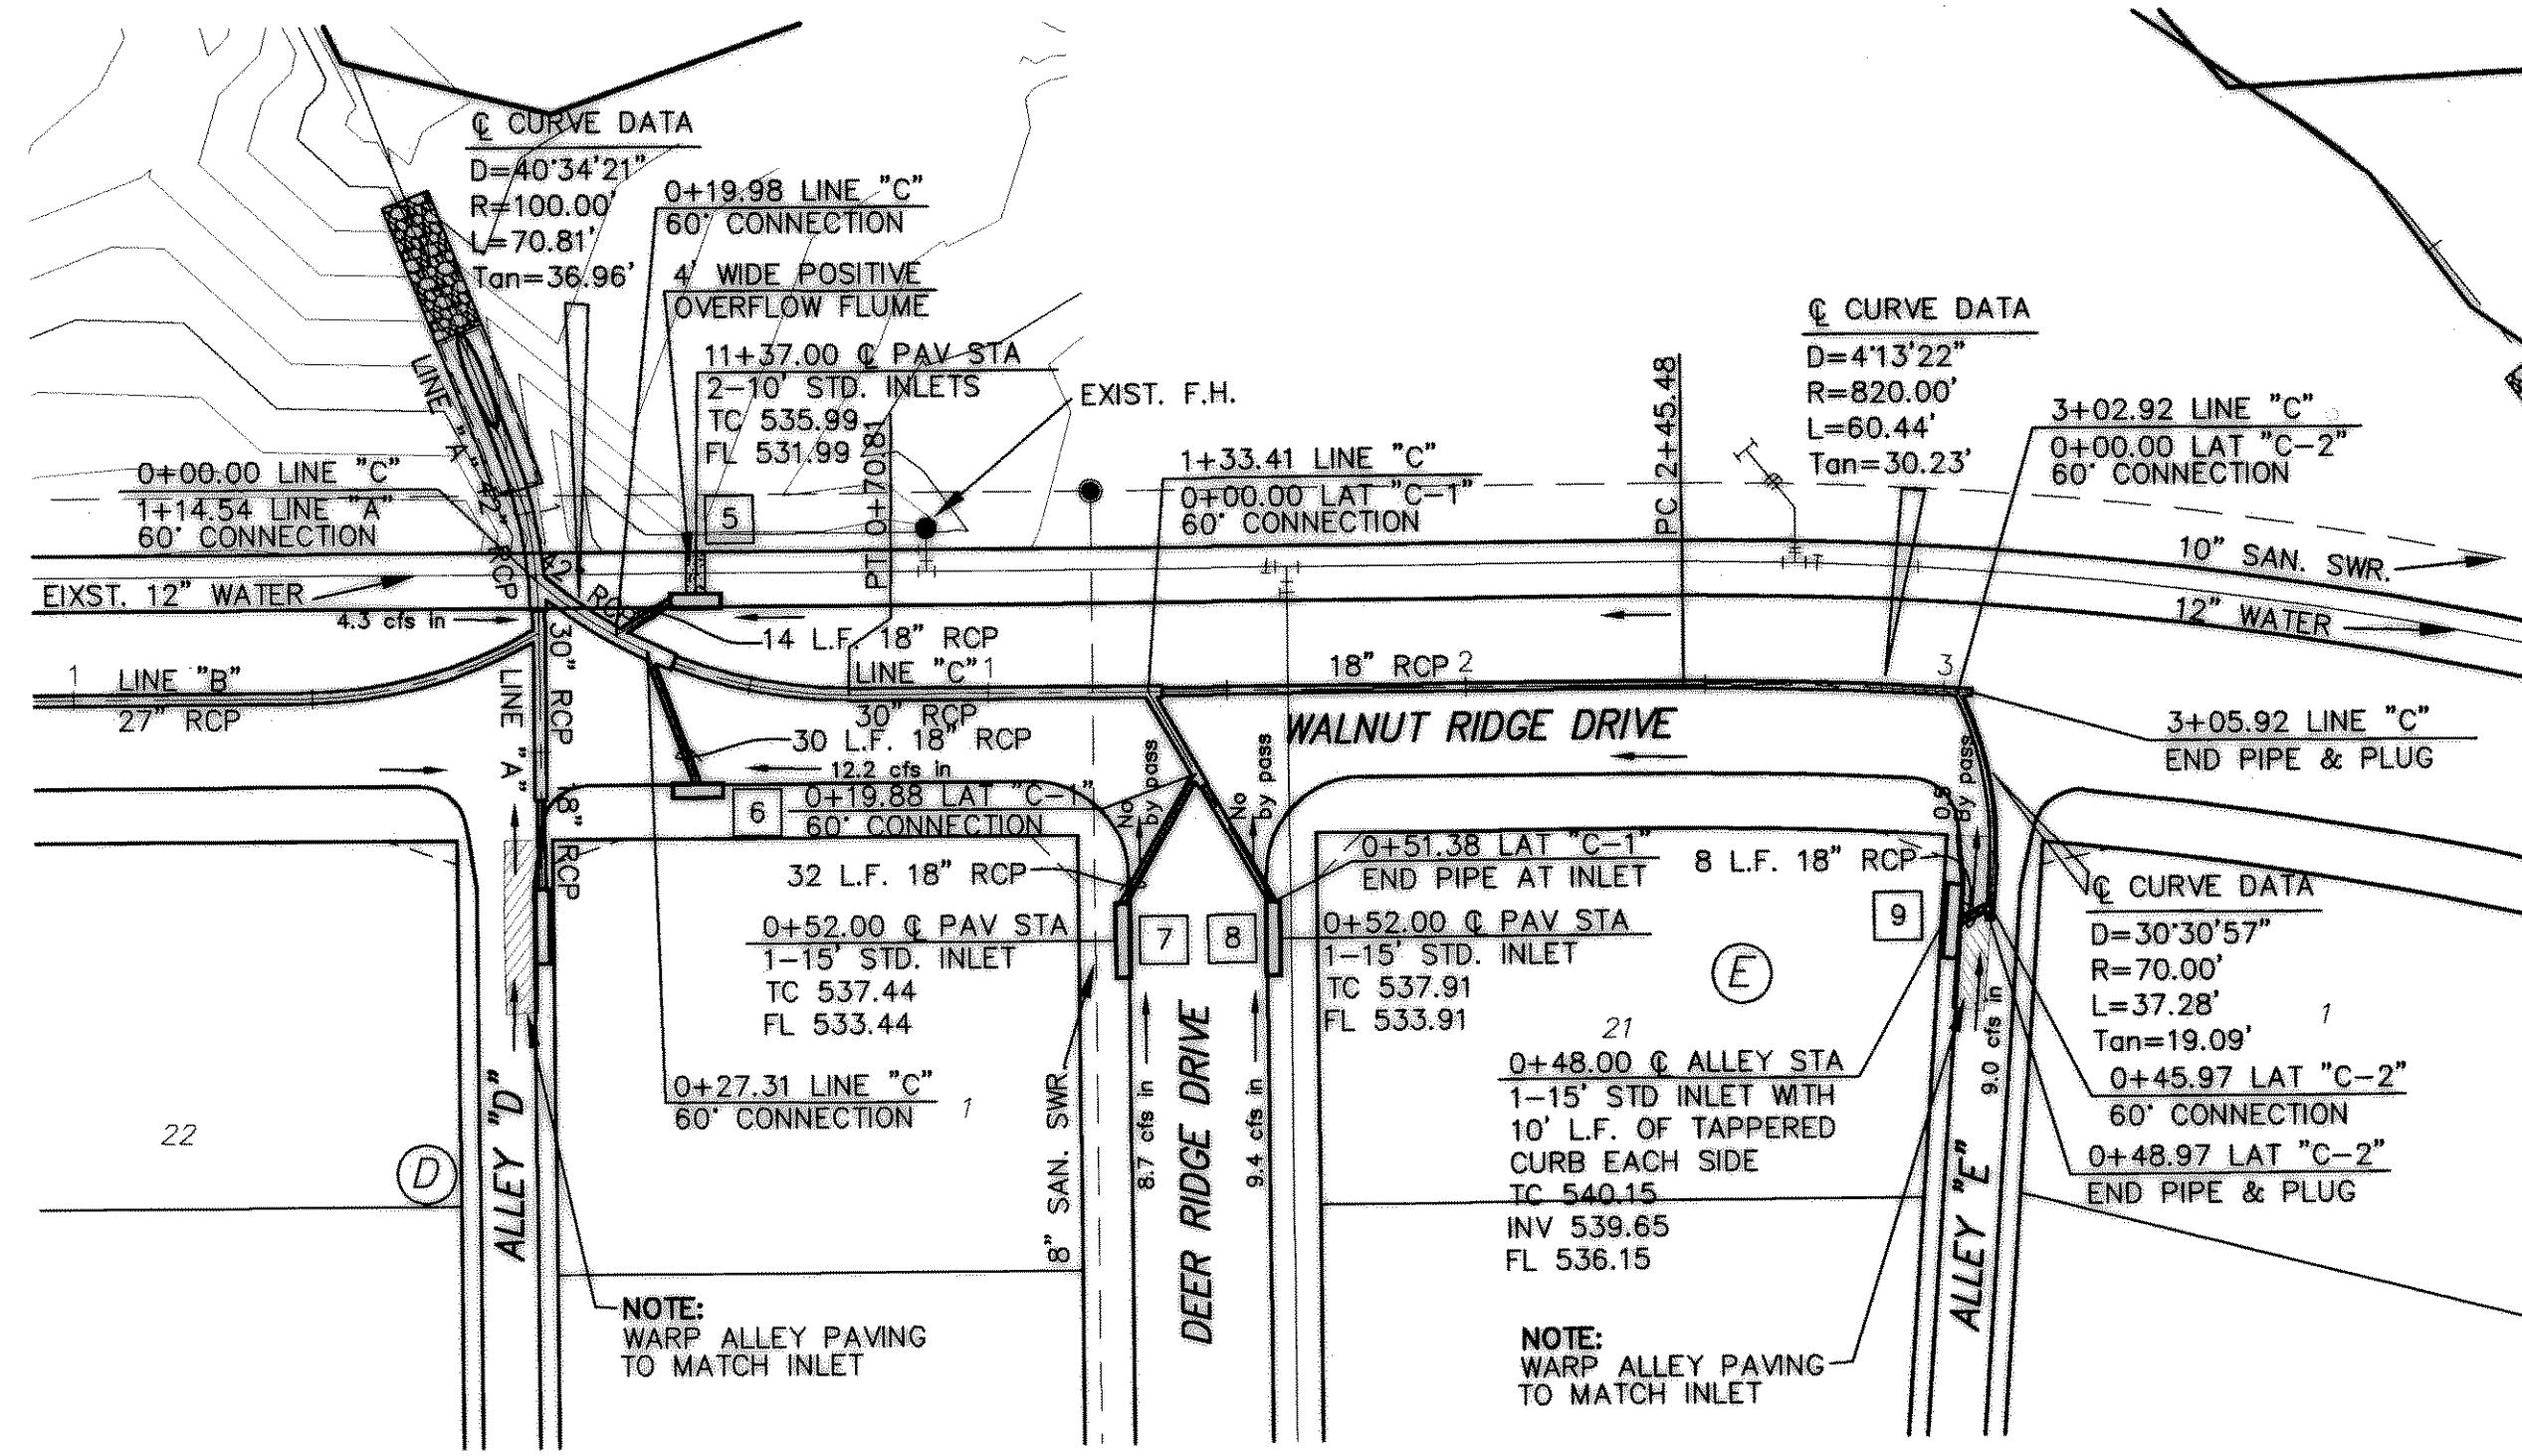 ℄ CURVE DATA
D=40°34'21"
R=100.00'
L=70.81'
Tan=36.96'
0+19.98 LINE "C"
60° CONNECTION
4' WIDE POSITIVE
OVERFLOW FLUME
11+37.00 ℄ PAV STA
2-10' STD. INLETS
TC 535.99
FL 531.99
EXIST. F.H.
PT 0+70.81
5
0+00.00 LINE "C"
1+14.54 LINE "A"
60° CONNECTION
LINE "A"
42" RCP
EIXST. 12" WATER
4.3 cfs in
1
LINE "B"
27" RCP
1+33.41 LINE "C"
0+00.00 LAT "C-1"
60° CONNECTION
PC 2+45.48
℄ CURVE DATA
D=4°13'22"
R=820.00'
L=60.44'
Tan=30.23'
3+02.92 LINE "C"
0+00.00 LAT "C-2"
60° CONNECTION
10" SAN. SWR.
12" WATER
RCP
14 L.F. 18" RCP
LINE "C"
1
30" RCP
18" RCP
2
3
WALNUT RIDGE DRIVE
3+05.92 LINE "C"
END PIPE & PLUG
30" RCP
LINE "A"
18" RCP
30 L.F. 18" RCP
12.2 cfs in
6
0+19.88 LAT "C-1"
60° CONNECTION
No
by pass
No
by pass
0.5
by pass
32 L.F. 18" RCP
0+51.38 LAT "C-1"
END PIPE AT INLET
8 L.F. 18" RCP
0+52.00 ℄ PAV STA
1-15' STD. INLET
TC 537.44
FL 533.44
7
8
0+52.00 ℄ PAV STA
1-15' STD. INLET
TC 537.91
FL 533.91
9
E
℄ CURVE DATA
D=30°30'57"
R=70.00'
L=37.28'
Tan=19.09'
1
21
0+48.00 ℄ ALLEY STA
1-15' STD INLET WITH
10' L.F. OF TAPPERED
CURB EACH SIDE
TC 540.15
INV 539.65
FL 536.15
0+45.97 LAT "C-2"
60° CONNECTION
0+48.97 LAT "C-2"
END PIPE & PLUG
0+27.31 LINE "C"
60° CONNECTION
1
22
D
ALLEY "D"
8" SAN. SWR.
8.7 cfs in
DEER RIDGE DRIVE
9.4 cfs in
9.0 cfs in
ALLEY "E"
NOTE:
WARP ALLEY PAVING
TO MATCH INLET
NOTE:
WARP ALLEY PAVING
TO MATCH INLET